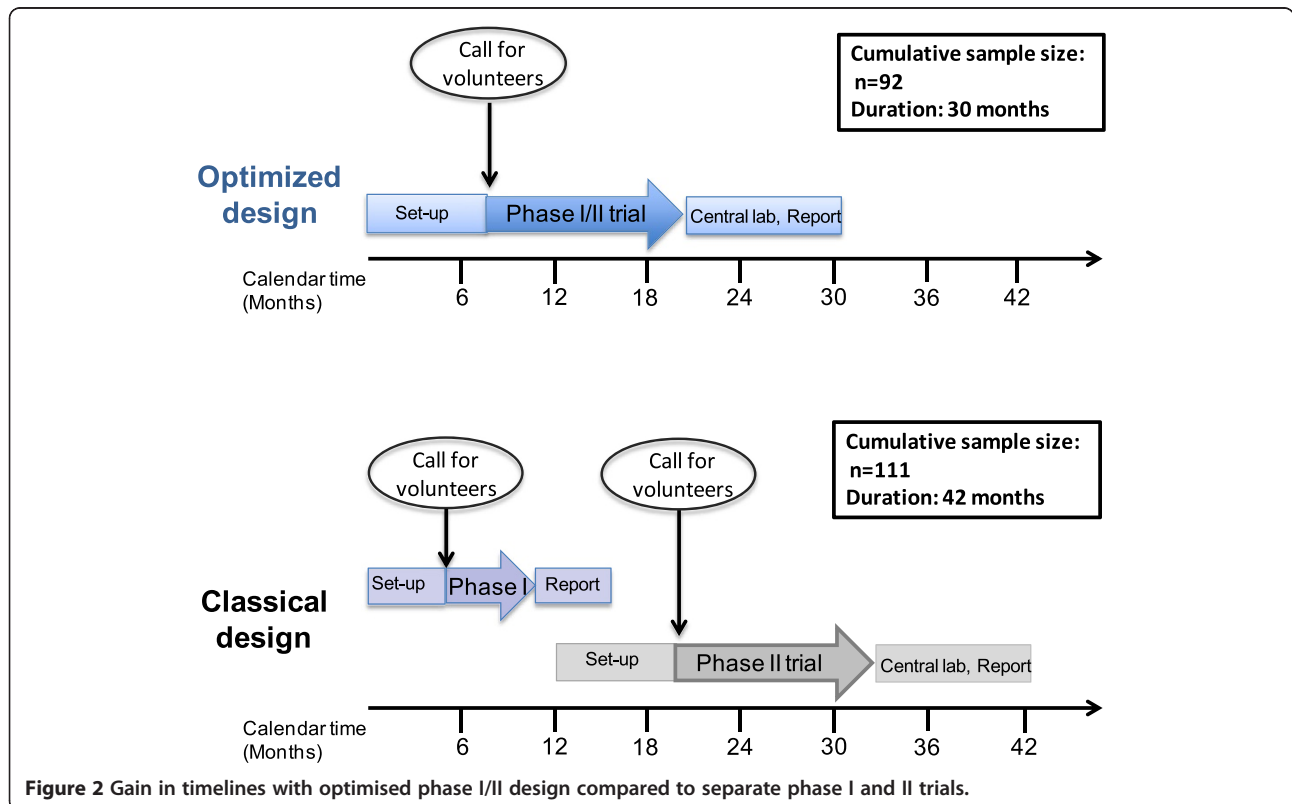 Call for
volunteers
Cumulative sample size:
n=92
Duration: 30 months
Optimized
design
Set-up
Phase I/II trial
Central lab, Report
Calendar time
(Months)
6 12 18 24 30 36 42
Call for
volunteers
Call for
volunteers
Cumulative sample size:
n=111
Duration: 42 months
Classical
design
Set-up
Phase I
Report
Set-up
Phase II trial
Central lab, Report
Calendar time
(Months)
6 12 18 24 30 36 42
Figure 2 Gain in timelines with optimised phase I/II design compared to separate phase I and II trials.